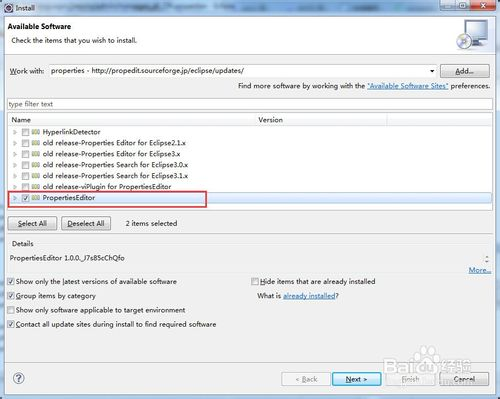 Install
Available Software
Check the items that you wish to install.
Work with: properties - http://propedit.sourceforge.jp/eclipse/updates/ Add...
Find more software by working with the "Available Software Sites" preferences.
type filter text
Name Version
HyperlinkDetector
old release-Properties Editor for Eclipse2.1.x
old release-Properties Editor for Eclipse3.x
old release-Properties Search for Eclipse3.0.x
old release-Properties Search for Eclipse3.1.x
old release-viPlugin for PropertiesEditor
PropertiesEditor
Select All Deselect All 2 items selected
Details
PropertiesEditor 1.0.0._J7s85cChQfo
More...
Show only the latest versions of available software Hide items that are already installed
Group items by category What is already installed?
Show only software applicable to target environment
Contact all update sites during install to find required software
Baidu 经验
jingyan.baidu.com
? < Back Next > Finish Cancel